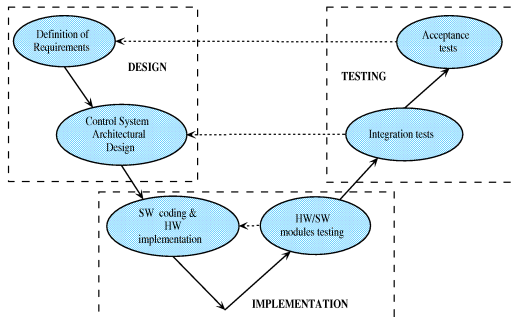 Definition of
Requirements
DESIGN
Control System
Architectural
Design
SW coding &
HW
implementation
HW/SW
modules testing
IMPLEMENTATION
Integration tests
TESTING
Acceptance
tests